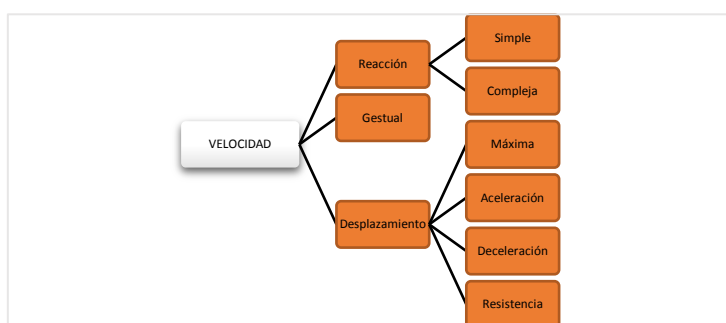 VELOCIDAD
Reacción
Simple
Compleja
Gestual
Desplazamiento
Máxima
Aceleración
Deceleración
Resistencia